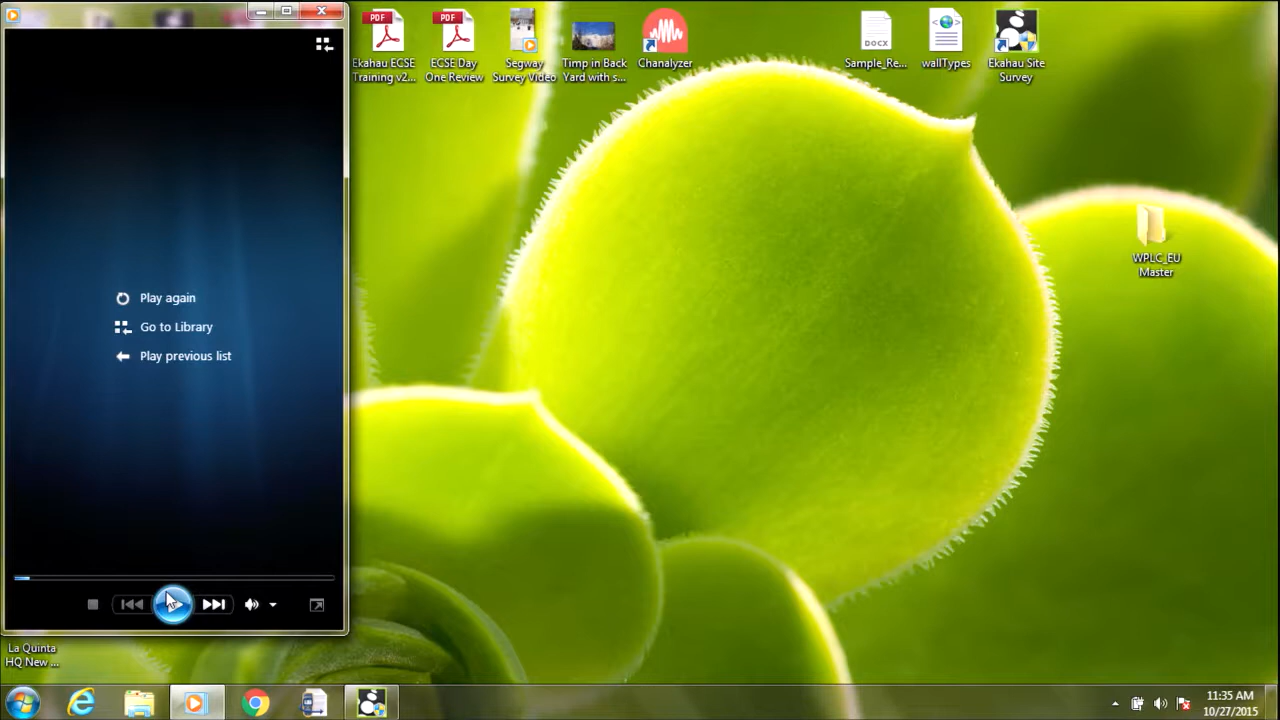 PDF
Ekahau ECSE
Training v2...
PDF
ECSE Day
One Review
Segway
Survey Video
Timp in Back
Yard with s...
Chanalyzer
DOCX
Sample_Re...
wallTypes
Ekahau Site
Survey
WPLC_EU
Master
Play again
Go to Library
Play previous list
La Quinta
HQ New ...
11:35 AM
10/27/2015